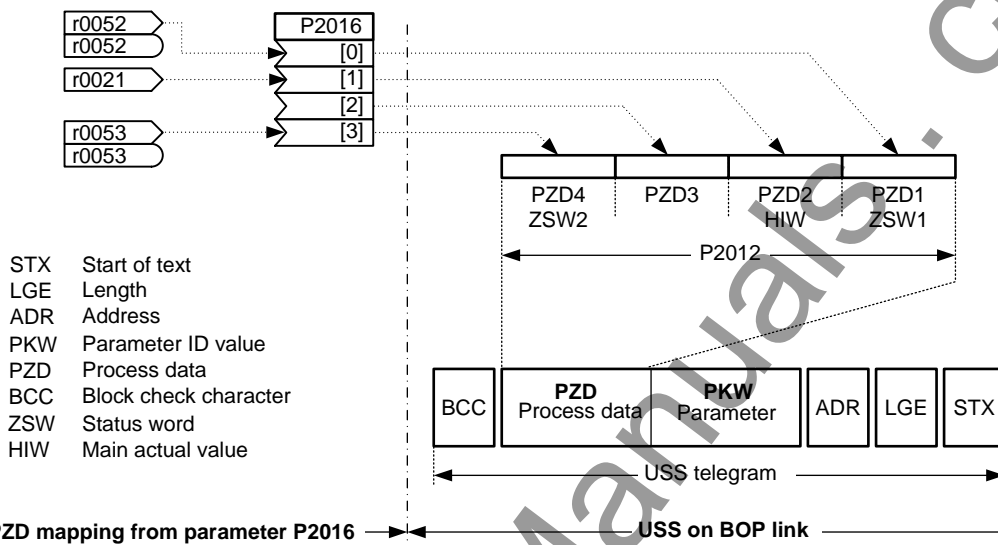 r0052
r0052
r0021
r0053
r0053
P2016
[0]
[1]
[2]
[3]
PZD4
ZSW2
PZD3
PZD2
HIW
PZD1
ZSW1
P2012
STX Start of text
LGE Length
ADR Address
PKW Parameter ID value
PZD Process data
BCC Block check character
ZSW Status word
HIW Main actual value
BCC
PZD
Process data
PKW
Parameter
ADR
LGE
STX
USS telegram
PZD mapping from parameter P2016
USS on BOP link
Manuals . c